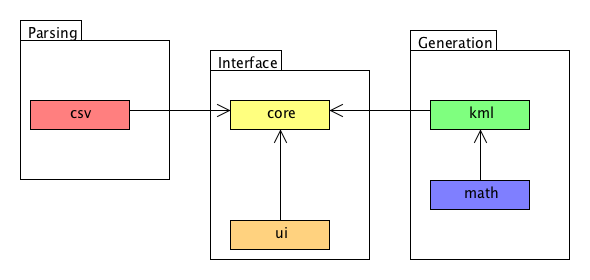 Parsing
Interface
Generation
csv
core
kml
math
ui